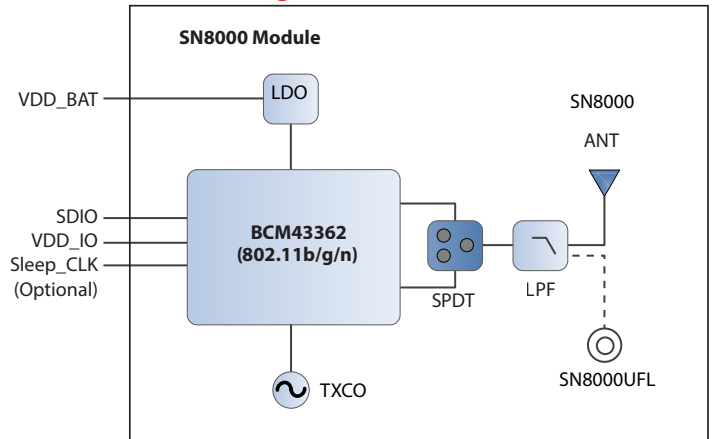 SN8000 Module
LDO
VDD_BAT
SN8000
ANT
SDIO
VDD_IO
Sleep_CLK
(Optional)
BCM43362
(802.11b/g/n)
SPDT
LPF
TXCO
SN8000UFL